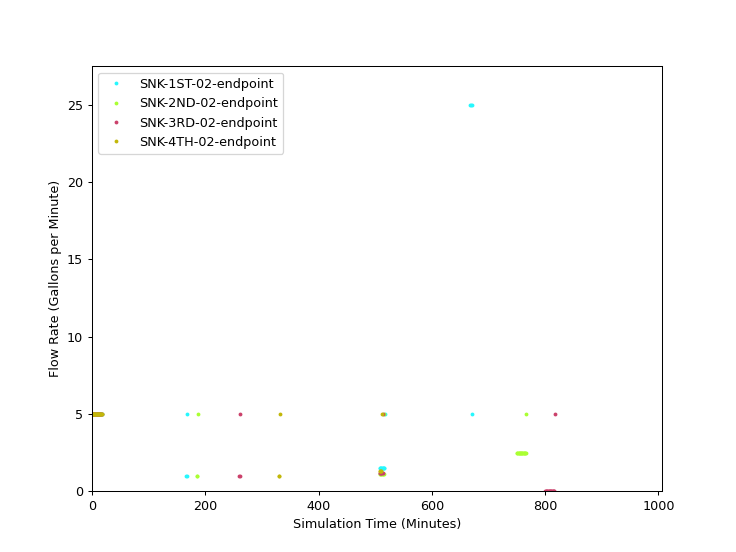 SNK-1ST-02-endpoint
SNK-2ND-02-endpoint
SNK-3RD-02-endpoint
SNK-4TH-02-endpoint
Flow Rate (Gallons per Minute)
25
20
15
10
5
0
0 200 400 600 800 1000
Simulation Time (Minutes)